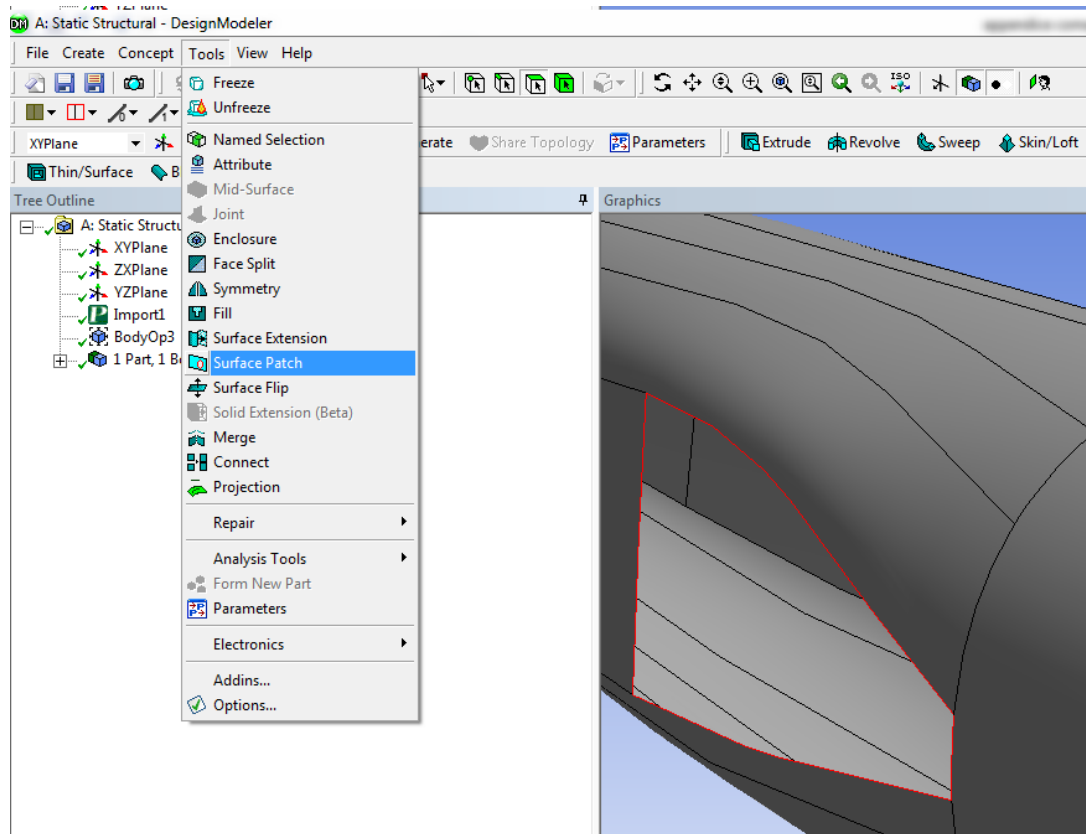 YZPlane
DM A: Static Structural - DesignModeler
File Create Concept Tools View Help
ISO
XYPlane
erate Share Topology Parameters Extrude Revolve Sweep Skin/Loft
Thin/Surface B
Tree Outline
Graphics
A: Static Structu
XYPlane
ZXPlane
YZPlane
Import1
BodyOp3
1 Part, 1 B
Freeze
Unfreeze
Named Selection
Attribute
Mid-Surface
Joint
Enclosure
Face Split
Symmetry
Fill
Surface Extension
Surface Patch
Surface Flip
Solid Extension (Beta)
Merge
Connect
Projection
Repair
Analysis Tools
Form New Part
Parameters
Electronics
Addins...
Options...